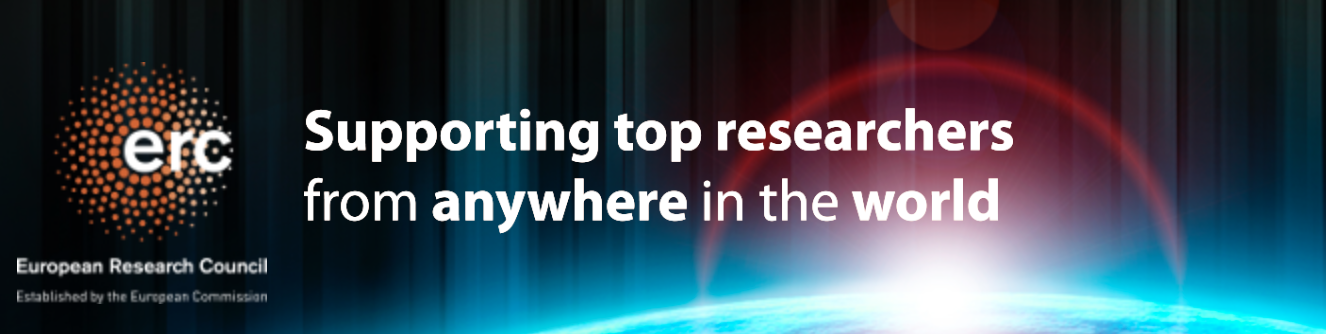 erc
European Research Council
Established by the European Commission
Supporting top researchers
from anywhere in the world